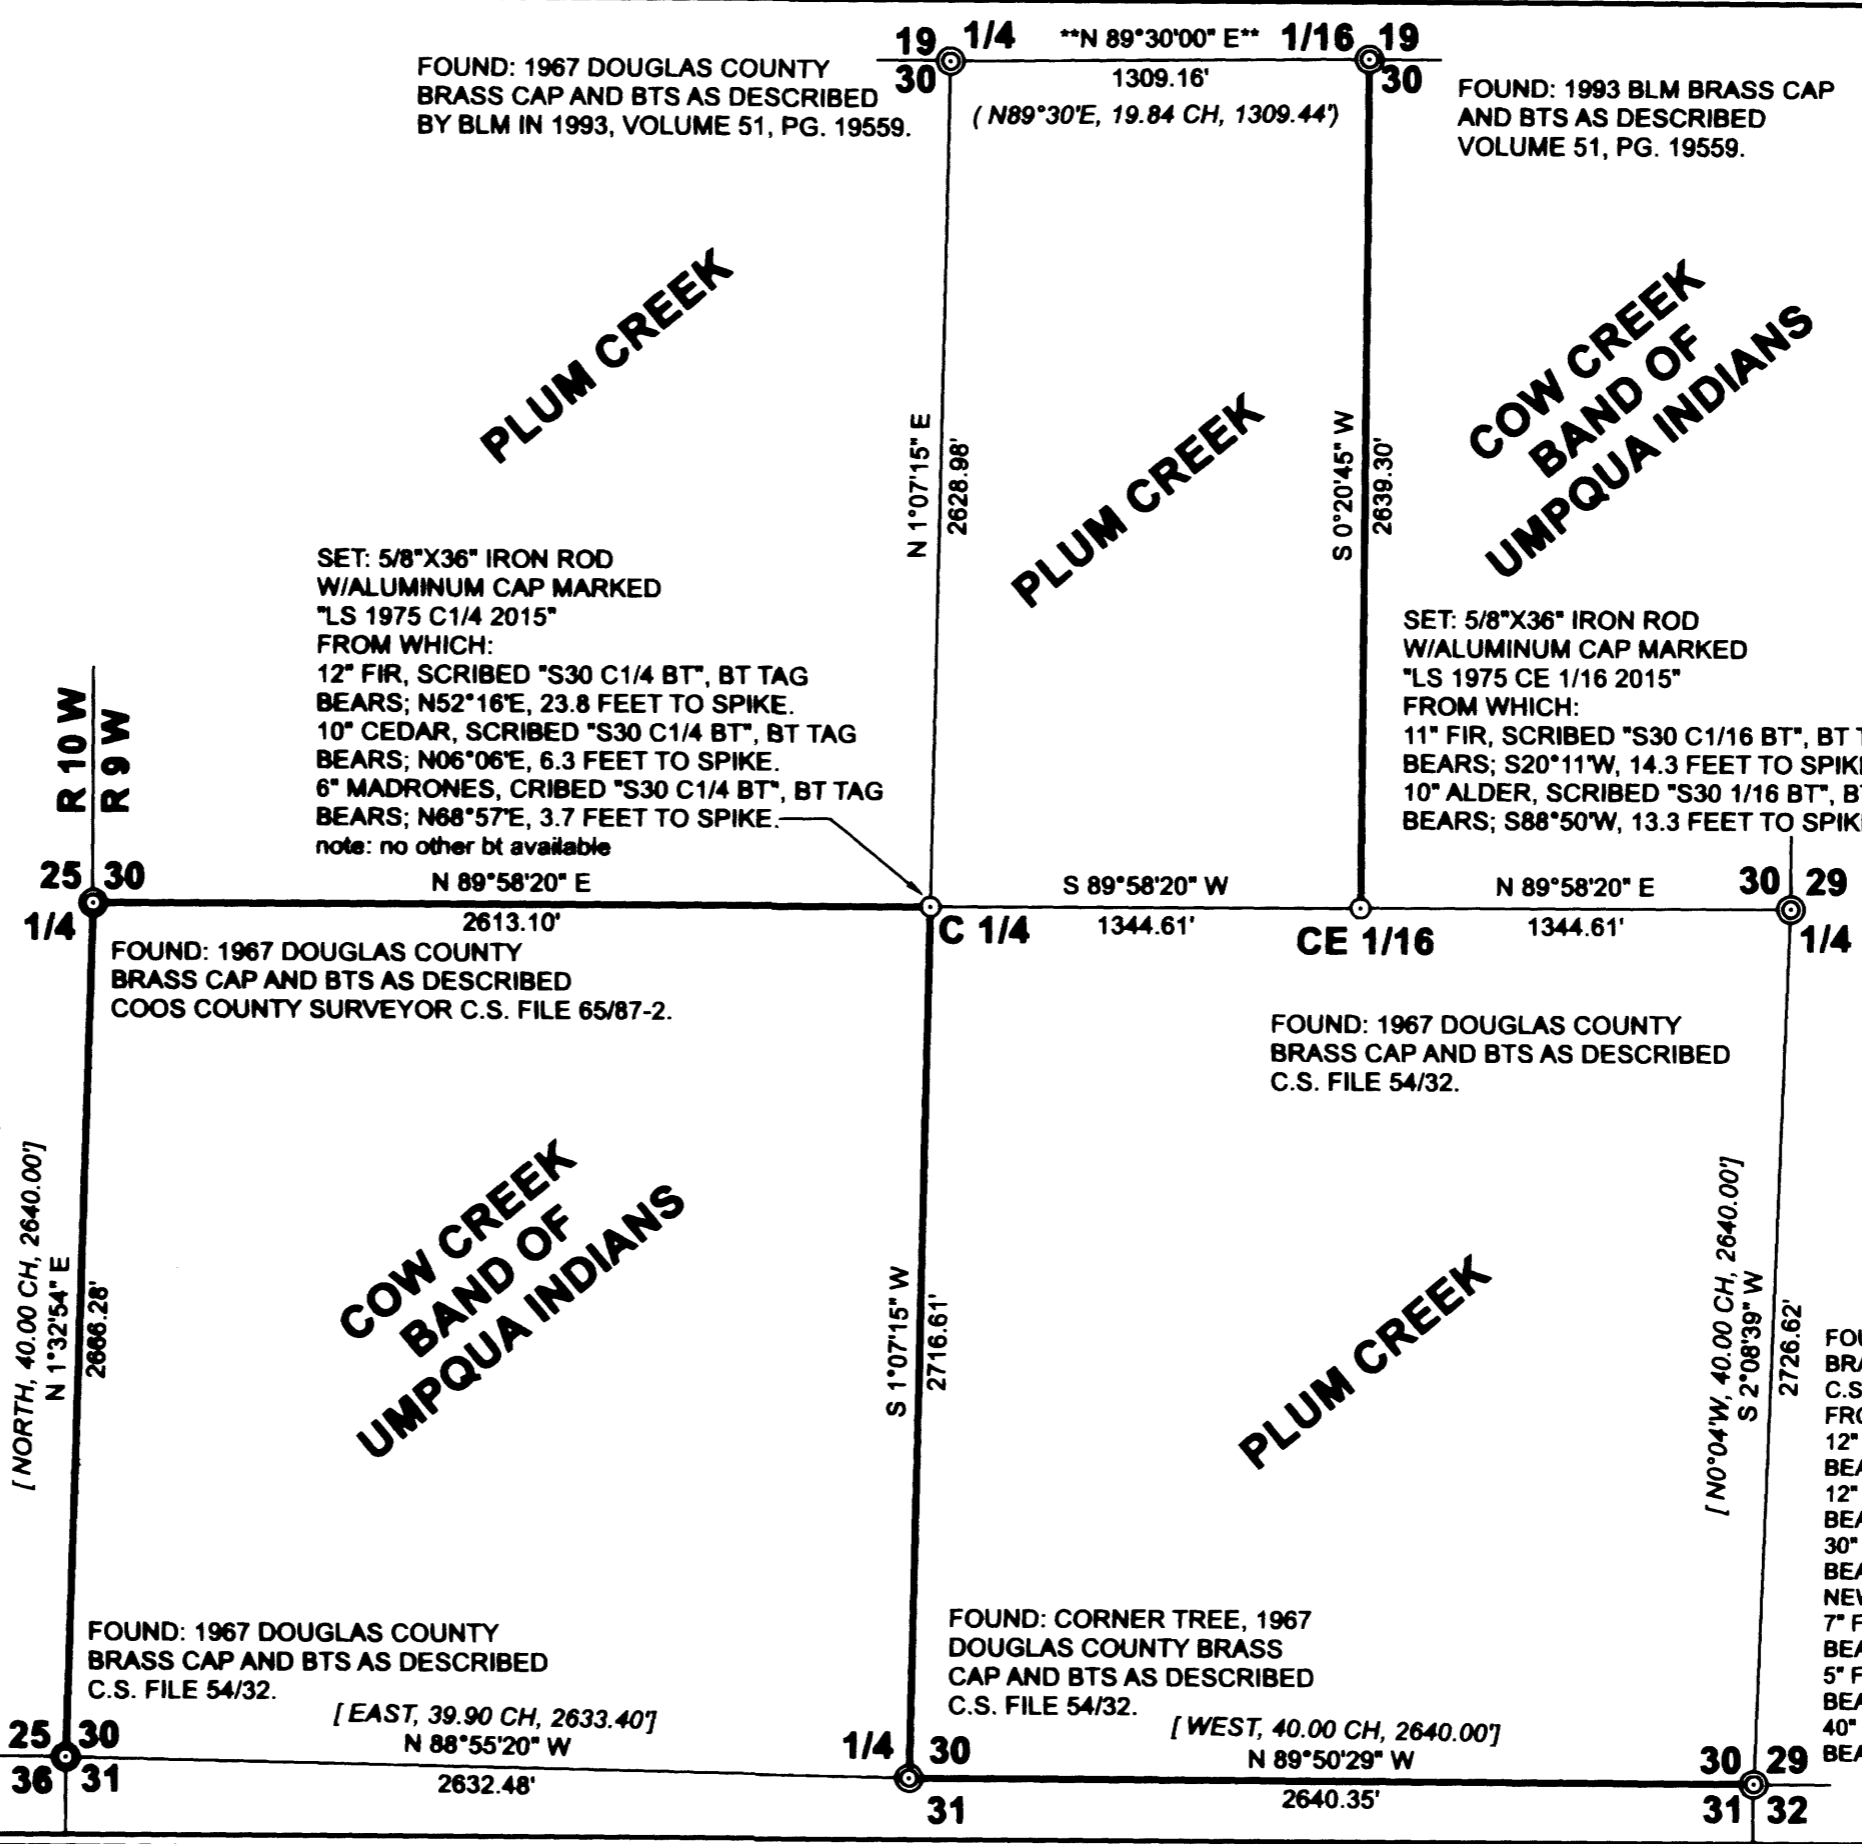 19 1/4 **N 89°30'00" E** 1/16 19
30 1309.16' 30
( N89°30'E, 19.84 CH, 1309.44')
FOUND: 1967 DOUGLAS COUNTY
BRASS CAP AND BTS AS DESCRIBED
BY BLM IN 1993, VOLUME 51, PG. 19559.
FOUND: 1993 BLM BRASS CAP
AND BTS AS DESCRIBED
VOLUME 51, PG. 19559.
PLUM CREEK
PLUM CREEK
COW CREEK
BAND OF
UMPQUA INDIANS
N 1°07'15" E
2628.98'
S 0°20'45" W
2639.30'
SET: 5/8"X36" IRON ROD
W/ALUMINUM CAP MARKED
"LS 1975 C1/4 2015"
FROM WHICH:
12" FIR, SCRIBED "S30 C1/4 BT", BT TAG
BEARS; N52°16'E, 23.8 FEET TO SPIKE.
10" CEDAR, SCRIBED "S30 C1/4 BT", BT TAG
BEARS; N06°06'E, 6.3 FEET TO SPIKE.
6" MADRONES, CRIBED "S30 C1/4 BT", BT TAG
BEARS; N68°57'E, 3.7 FEET TO SPIKE.
note: no other bt available
SET: 5/8"X36" IRON ROD
W/ALUMINUM CAP MARKED
"LS 1975 CE 1/16 2015"
FROM WHICH:
11" FIR, SCRIBED "S30 C1/16 BT", BT
BEARS; S20°11'W, 14.3 FEET TO
10" ALDER, SCRIBED "S30 1/16 BT",
BEARS; S88°50'W, 13.3 FEET TO
R 10 W
R 9 W
25 30 N 89°58'20" E S 89°58'20" W N 89°58'20" E 30 29
1/4 2613.10' C 1/4 1344.61' CE 1/16 1344.61' 1/4
FOUND: 1967 DOUGLAS COUNTY
BRASS CAP AND BTS AS DESCRIBED
COOS COUNTY SURVEYOR C.S. FILE 65/87-2.
FOUND: 1967 DOUGLAS COUNTY
BRASS CAP AND BTS AS DESCRIBED
C.S. FILE 54/32.
[ NORTH, 40.00 CH, 2640.00']
N 1°32'54" E
2666.28'
COW CREEK
BAND OF
UMPQUA INDIANS
S 1°07'15" W
2716.61'
PLUM CREEK
[ N0°04'W, 40.00 CH, 2640.00']
S 2°08'39" W
2726.62'
C.S
12"
12"
30"
7" F
5" F
40"
FOUND: 1967 DOUGLAS COUNTY
BRASS CAP AND BTS AS DESCRIBED
C.S. FILE 54/32.
FOUND: CORNER TREE, 1967
DOUGLAS COUNTY BRASS
CAP AND BTS AS DESCRIBED
C.S. FILE 54/32.
[ EAST, 39.90 CH, 2633.40']
[ WEST, 40.00 CH, 2640.00']
25 30 N 88°55'20" W 1/4 30 N 89°50'29" W 30 29
36 31 2632.48' 31 2640.35' 31 32